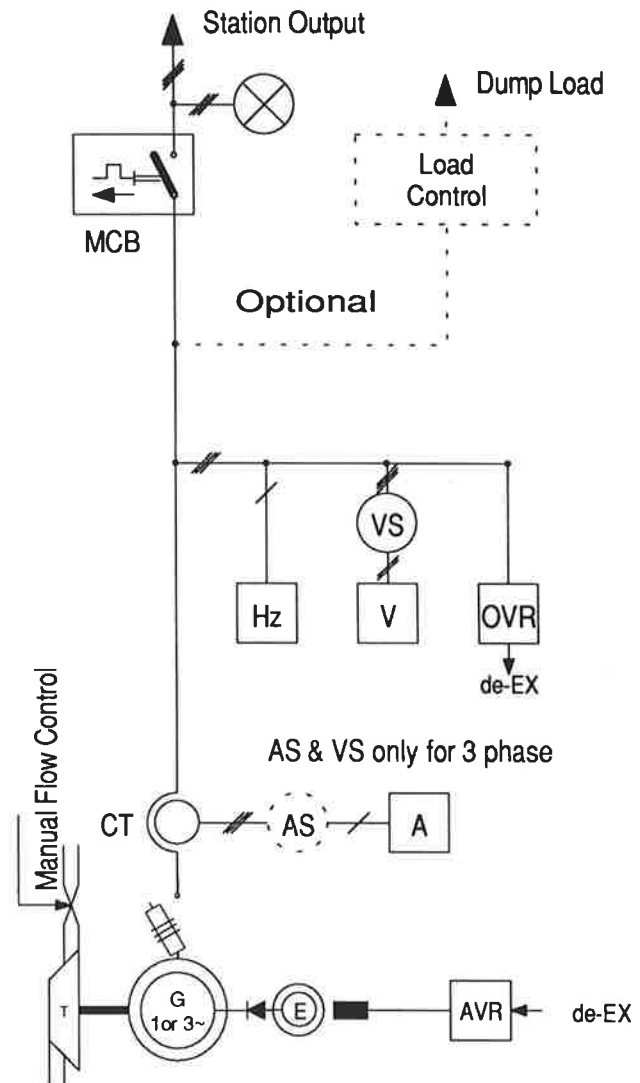 Station Output
Dump Load
Load
Control
MCB
Optional
VS
Hz
V
OVR
de-EX
Manual Flow Control
AS & VS only for 3 phase
CT
AS
A
G
1or 3~
T
E
AVR
de-EX